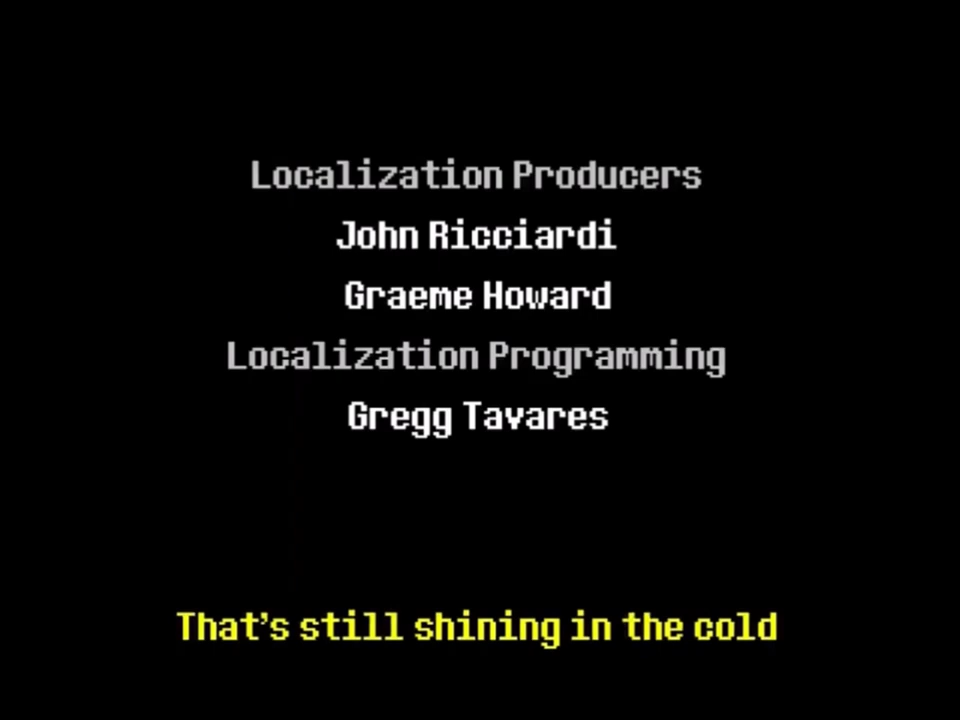 Localization Producers
John Ricciardi
Graeme Howard
Localization Programming
Gregg Tavares
That's still shining in the cold